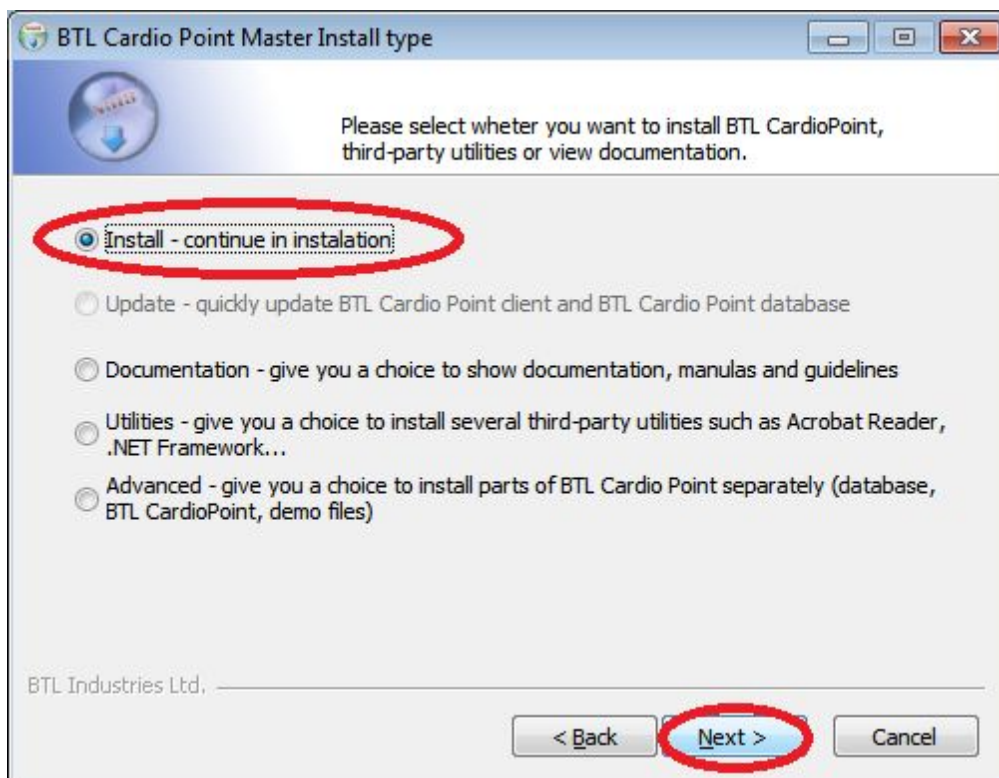 BTL Cardio Point Master Install type
Please select wheter you want to install BTL CardioPoint,
third-party utilities or view documentation.
Install - continue in instalation
Update - quickly update BTL Cardio Point client and BTL Cardio Point database
Documentation - give you a choice to show documentation, manulas and guidelines
Utilities - give you a choice to install several third-party utilities such as Acrobat Reader,
.NET Framework...
Advanced - give you a choice to install parts of BTL Cardio Point separately (database,
BTL CardioPoint, demo files)
BTL Industries Ltd.
< Back Next > Cancel